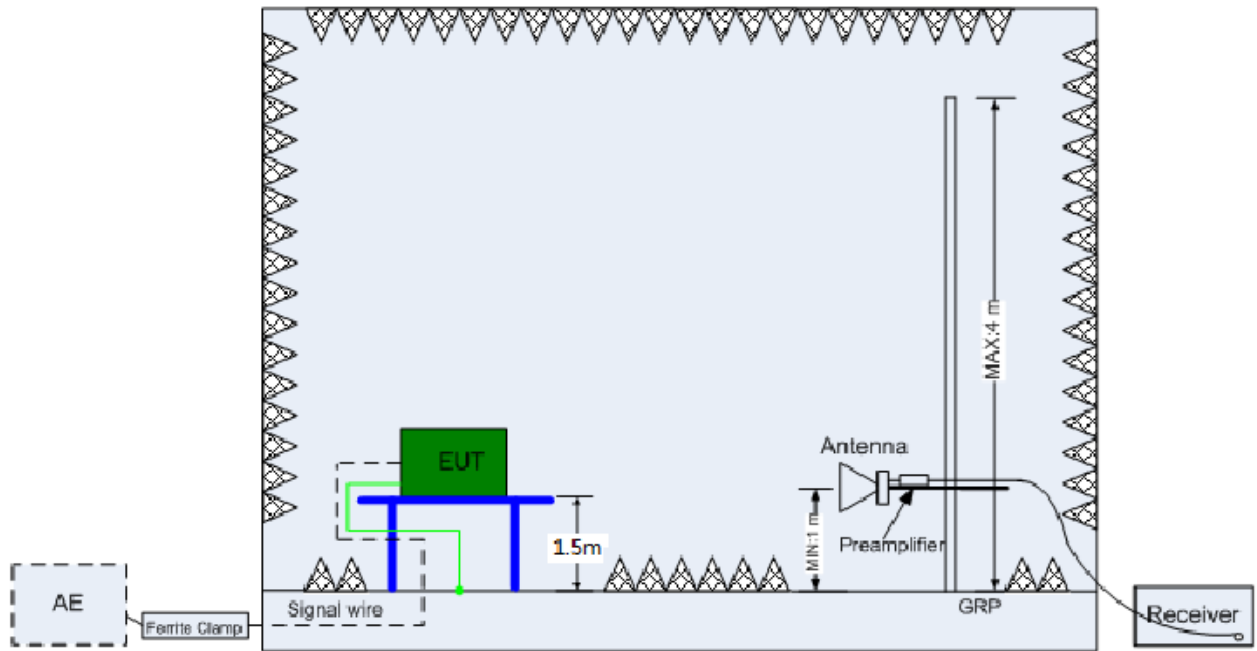 EUT
Antenna
MAX:4 m
MIN:1 m
Preamplifier
1.5m
AE
Signal wire
Ferrite Clamp
GRP
Receiver